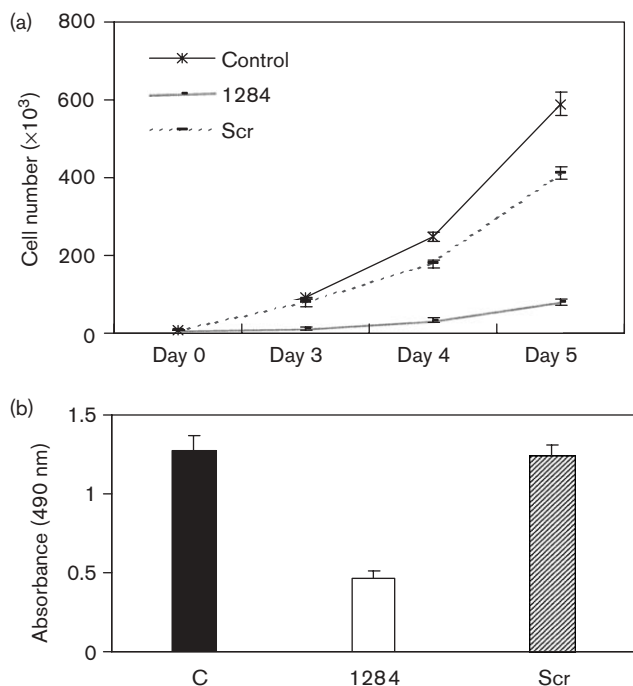 (a)
800
600
400
200
0
Cell number (×10³)
Control
1284
Scr
Day 0 Day 3 Day 4 Day 5
(b)
1.5
1
0.5
0
Absorbance (490 nm)
C 1284 Scr